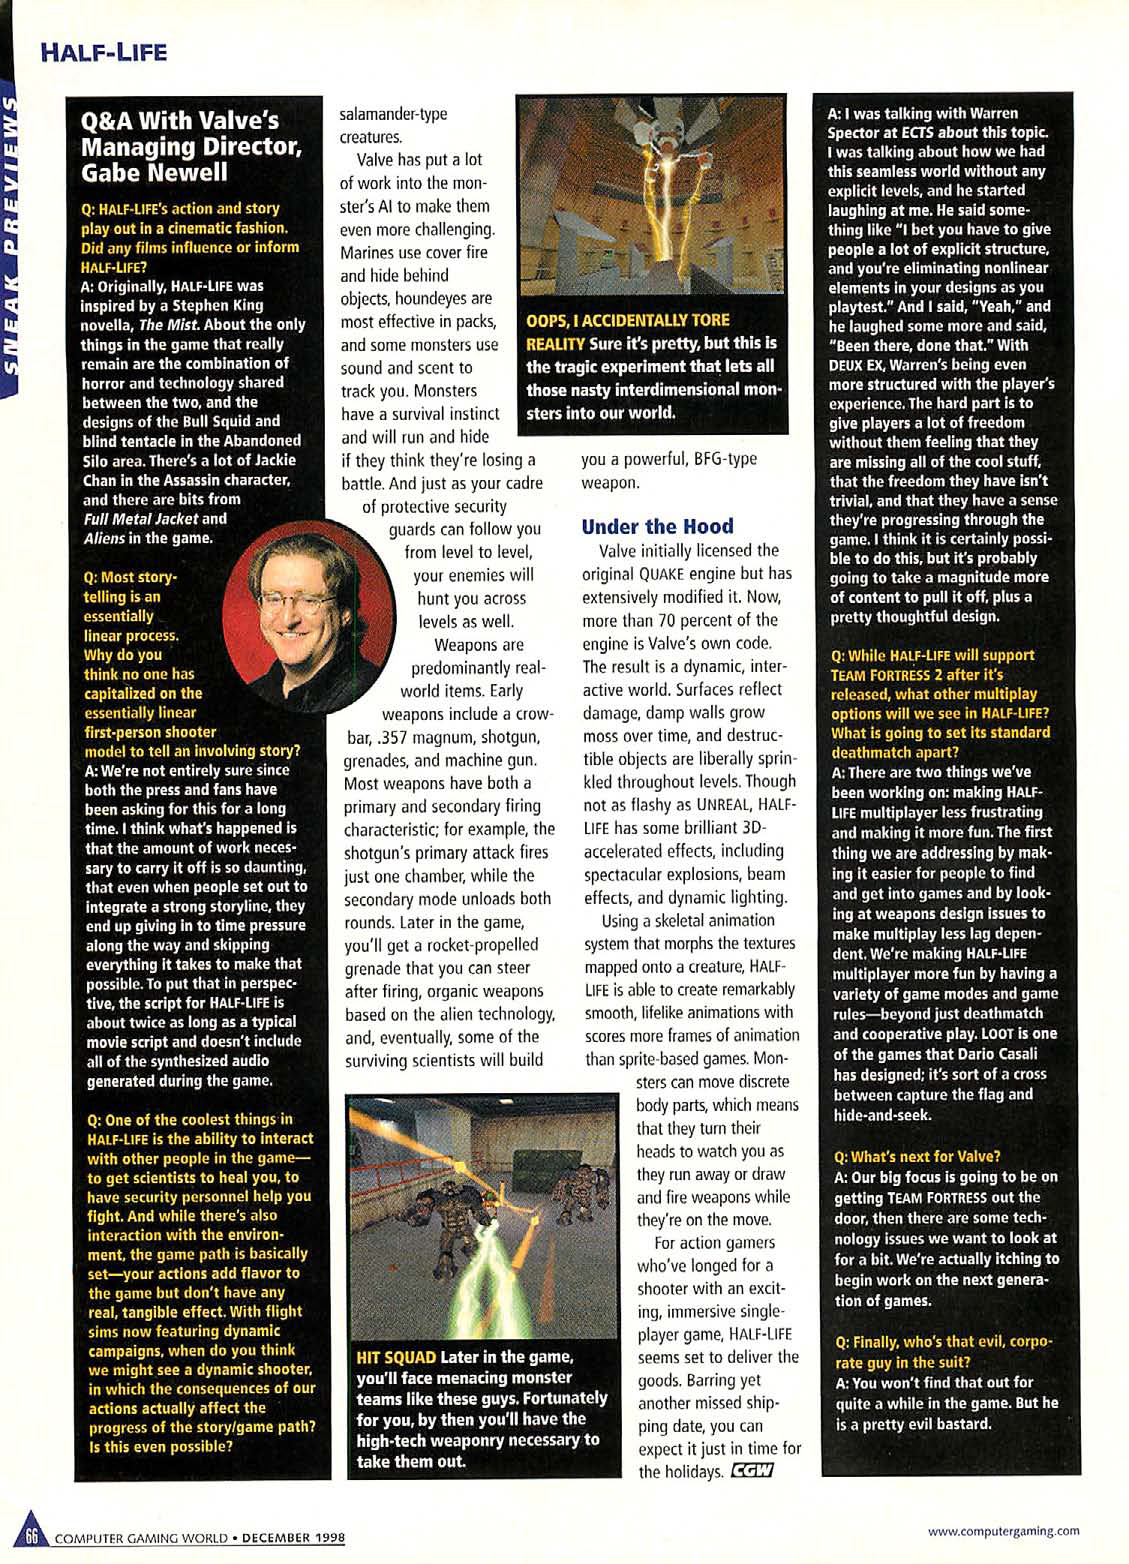 HALF-LIFE
SNEAK PREVIEWS
Q&A With Valve's
Managing Director,
Gabe Newell
Q: HALF-LIFE's action and story
play out in a cinematic fashion.
Did any films influence or inform
HALF-LIFE?
A: Originally, HALF-LIFE was
inspired by a Stephen King
novella, The Mist. About the only
things in the game that really
remain are the combination of
horror and technology shared
between the two, and the
designs of the Bull Squid and
blind tentacle in the Abandoned
Silo area. There's a lot of Jackie
Chan in the Assassin character,
and there are bits from
Full Metal Jacket and
Aliens in the game.
Q: Most story-
telling is an
essentially
linear process.
Why do you
think no one has
capitalized on the
essentially linear
first-person shooter
model to tell an involving story?
A: We're not entirely sure since
both the press and fans have
been asking for this for a long
time. I think what's happened is
that the amount of work neces-
sary to carry it off is so daunting,
that even when people set out to
integrate a strong storyline, they
end up giving in to time pressure
along the way and skipping
everything it takes to make that
possible. To put that in perspec-
tive, the script for HALF-LIFE is
about twice as long as a typical
movie script and doesn't include
all of the synthesized audio
generated during the game.
Q: One of the coolest things in
HALF-LIFE is the ability to interact
with other people in the game—
to get scientists to heal you, to
have security personnel help you
fight. And while there's also
interaction with the environ-
ment, the game path is basically
set—your actions add flavor to
the game but don't have any
real, tangible effect. With flight
sims now featuring dynamic
campaigns, when do you think
we might see a dynamic shooter,
in which the consequences of our
actions actually affect the
progress of the story/game path?
Is this even possible?
salamander-type
creatures.
Valve has put a lot
of work into the mon-
ster's AI to make them
even more challenging.
Marines use cover fire
and hide behind
objects, houndeyes are
most effective in packs,
and some monsters use
sound and scent to
track you. Monsters
have a survival instinct
and will run and hide
if they think they're losing a
battle. And just as your cadre
of protective security
guards can follow you
from level to level,
your enemies will
hunt you across
levels as well.
Weapons are
predominantly real-
world items. Early
weapons include a crow-
bar, .357 magnum, shotgun,
grenades, and machine gun.
Most weapons have both a
primary and secondary firing
characteristic; for example, the
shotgun's primary attack fires
just one chamber, while the
secondary mode unloads both
rounds. Later in the game,
you'll get a rocket-propelled
grenade that you can steer
after firing, organic weapons
based on the alien technology,
and, eventually, some of the
surviving scientists will build
OOPS, I ACCIDENTALLY TORE
REALITY Sure it's pretty, but this is
the tragic experiment that lets all
those nasty interdimensional mon-
sters into our world.
you a powerful, BFG-type
weapon.
Under the Hood
Valve initially licensed the
original QUAKE engine but has
extensively modified it. Now,
more than 70 percent of the
engine is Valve's own code.
The result is a dynamic, inter-
active world. Surfaces reflect
damage, damp walls grow
moss over time, and destruc-
tible objects are liberally sprin-
kled throughout levels. Though
not as flashy as UNREAL, HALF-
LIFE has some brilliant 3D-
accelerated effects, including
spectacular explosions, beam
effects, and dynamic lighting.
Using a skeletal animation
system that morphs the textures
mapped onto a creature, HALF-
LIFE is able to create remarkably
smooth, lifelike animations with
scores more frames of animation
than sprite-based games. Mon-
sters can move discrete
body parts, which means
that they turn their
heads to watch you as
they run away or draw
and fire weapons while
they're on the move.
For action gamers
who've longed for a
shooter with an excit-
ing, immersive single-
player game, HALF-LIFE
seems set to deliver the
goods. Barring yet
another missed ship-
ping date, you can
expect it just in time for
the holidays. CGW
HIT SQUAD Later in the game,
you'll face menacing monster
teams like these guys. Fortunately
for you, by then you'll have the
high-tech weaponry necessary to
take them out.
A: I was talking with Warren
Spector at ECTS about this topic.
I was talking about how we had
this seamless world without any
explicit levels, and he started
laughing at me. He said some-
thing like "I bet you have to give
people a lot of explicit structure,
and you're eliminating nonlinear
elements in your designs as you
playtest." And I said, "Yeah," and
he laughed some more and said,
"Been there, done that." With
DEUX EX, Warren's being even
more structured with the player's
experience. The hard part is to
give players a lot of freedom
without them feeling that they
are missing all of the cool stuff,
that the freedom they have isn't
trivial, and that they have a sense
they're progressing through the
game. I think it is certainly possi-
ble to do this, but it's probably
going to take a magnitude more
of content to pull it off, plus a
pretty thoughtful design.
Q: While HALF-LIFE will support
TEAM FORTRESS 2 after it's
released, what other multiplay
options will we see in HALF-LIFE?
What is going to set its standard
deathmatch apart?
A: There are two things we've
been working on: making HALF-
LIFE multiplayer less frustrating
and making it more fun. The first
thing we are addressing by mak-
ing it easier for people to find
and get into games and by look-
ing at weapons design issues to
make multiplay less lag depen-
dent. We're making HALF-LIFE
multiplayer more fun by having a
variety of game modes and game
rules—beyond just deathmatch
and cooperative play. LOOT is one
of the games that Dario Casali
has designed; it's sort of a cross
between capture the flag and
hide-and-seek.
Q: What's next for Valve?
A: Our big focus is going to be on
getting TEAM FORTRESS out the
door, then there are some tech-
nology issues we want to look at
for a bit. We're actually itching to
begin work on the next genera-
tion of games.
Q: Finally, who's that evil, corpo-
rate guy in the suit?
A: You won't find that out for
quite a while in the game. But he
is a pretty evil bastard.
66 COMPUTER GAMING WORLD • DECEMBER 1998
www.computergaming.com